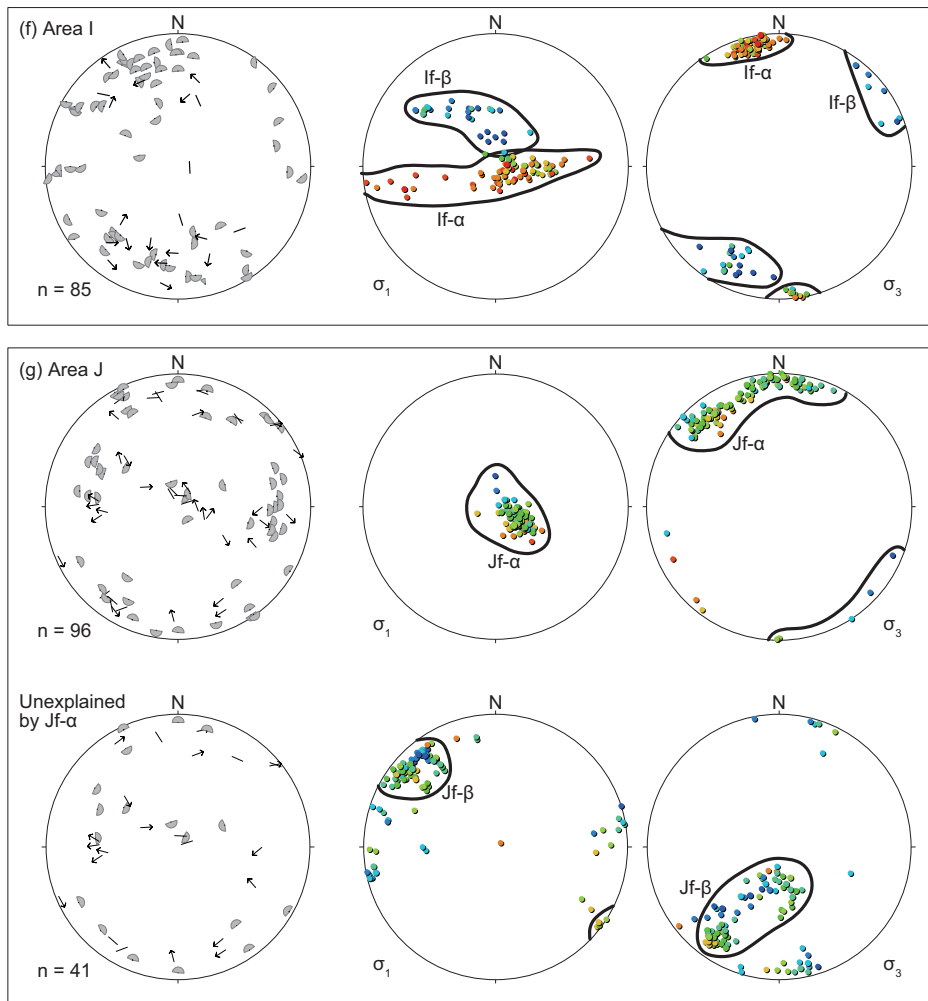 (f) Area I
N
N
N
If-β
If-α
If-α
If-β
n = 85
σ1
σ3
(g) Area J
N
N
N
Jf-α
Jf-α
n = 96
σ1
σ3
Unexplained
by Jf-α
N
N
N
Jf-β
Jf-β
n = 41
σ1
σ3